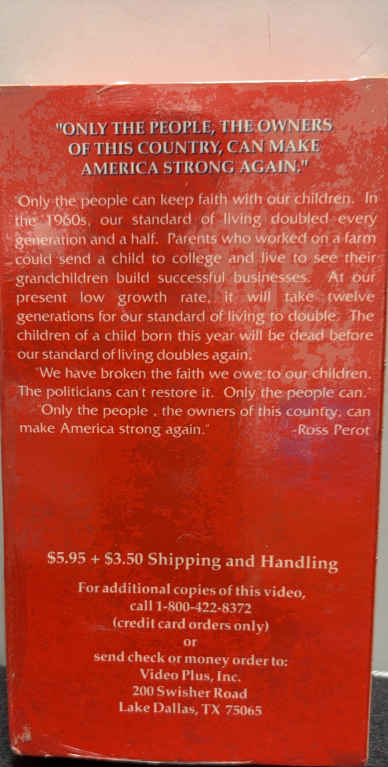 "ONLY THE PEOPLE, THE OWNERS
OF THIS COUNTRY, CAN MAKE
AMERICA STRONG AGAIN."
"Only the people can keep faith with our children. In
the 1960s, our standard of living doubled every
generation and a half. Parents who worked on a farm
could send a child to college and live to see their
grandchildren build successful businesses. At our
present low growth rate, it will take twelve
generations for our standard of living to double. The
children of a child born this year will be dead before
our standard of living doubles again.
"We have broken the faith we owe to our children.
The politicians can't restore it. Only the people can."
"Only the people , the owners of this country, can
make America strong again." -Ross Perot
$5.95 + $3.50 Shipping and Handling
For additional copies of this video,
call 1-800-422-8372
(credit card orders only)
or
send check or money order to:
Video Plus, Inc.
200 Swisher Road
Lake Dallas, TX 75065